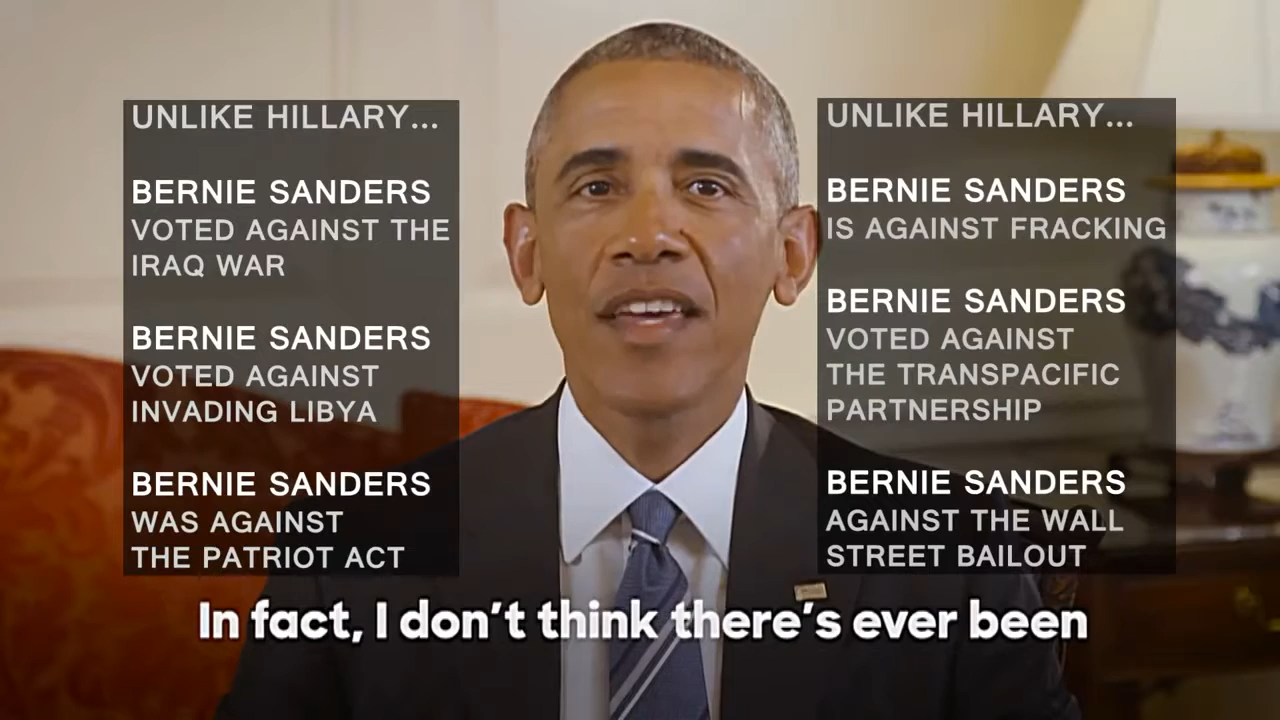 UNLIKE HILLARY...
BERNIE SANDERS
VOTED AGAINST THE
IRAQ WAR
BERNIE SANDERS
VOTED AGAINST
INVADING LIBYA
BERNIE SANDERS
WAS AGAINST
THE PATRIOT ACT
UNLIKE HILLARY...
BERNIE SANDERS
IS AGAINST FRACKING
BERNIE SANDERS
VOTED AGAINST
THE TRANSPACIFIC
PARTNERSHIP
BERNIE SANDERS
AGAINST THE WALL
STREET BAILOUT
In fact, I don't think there's ever been